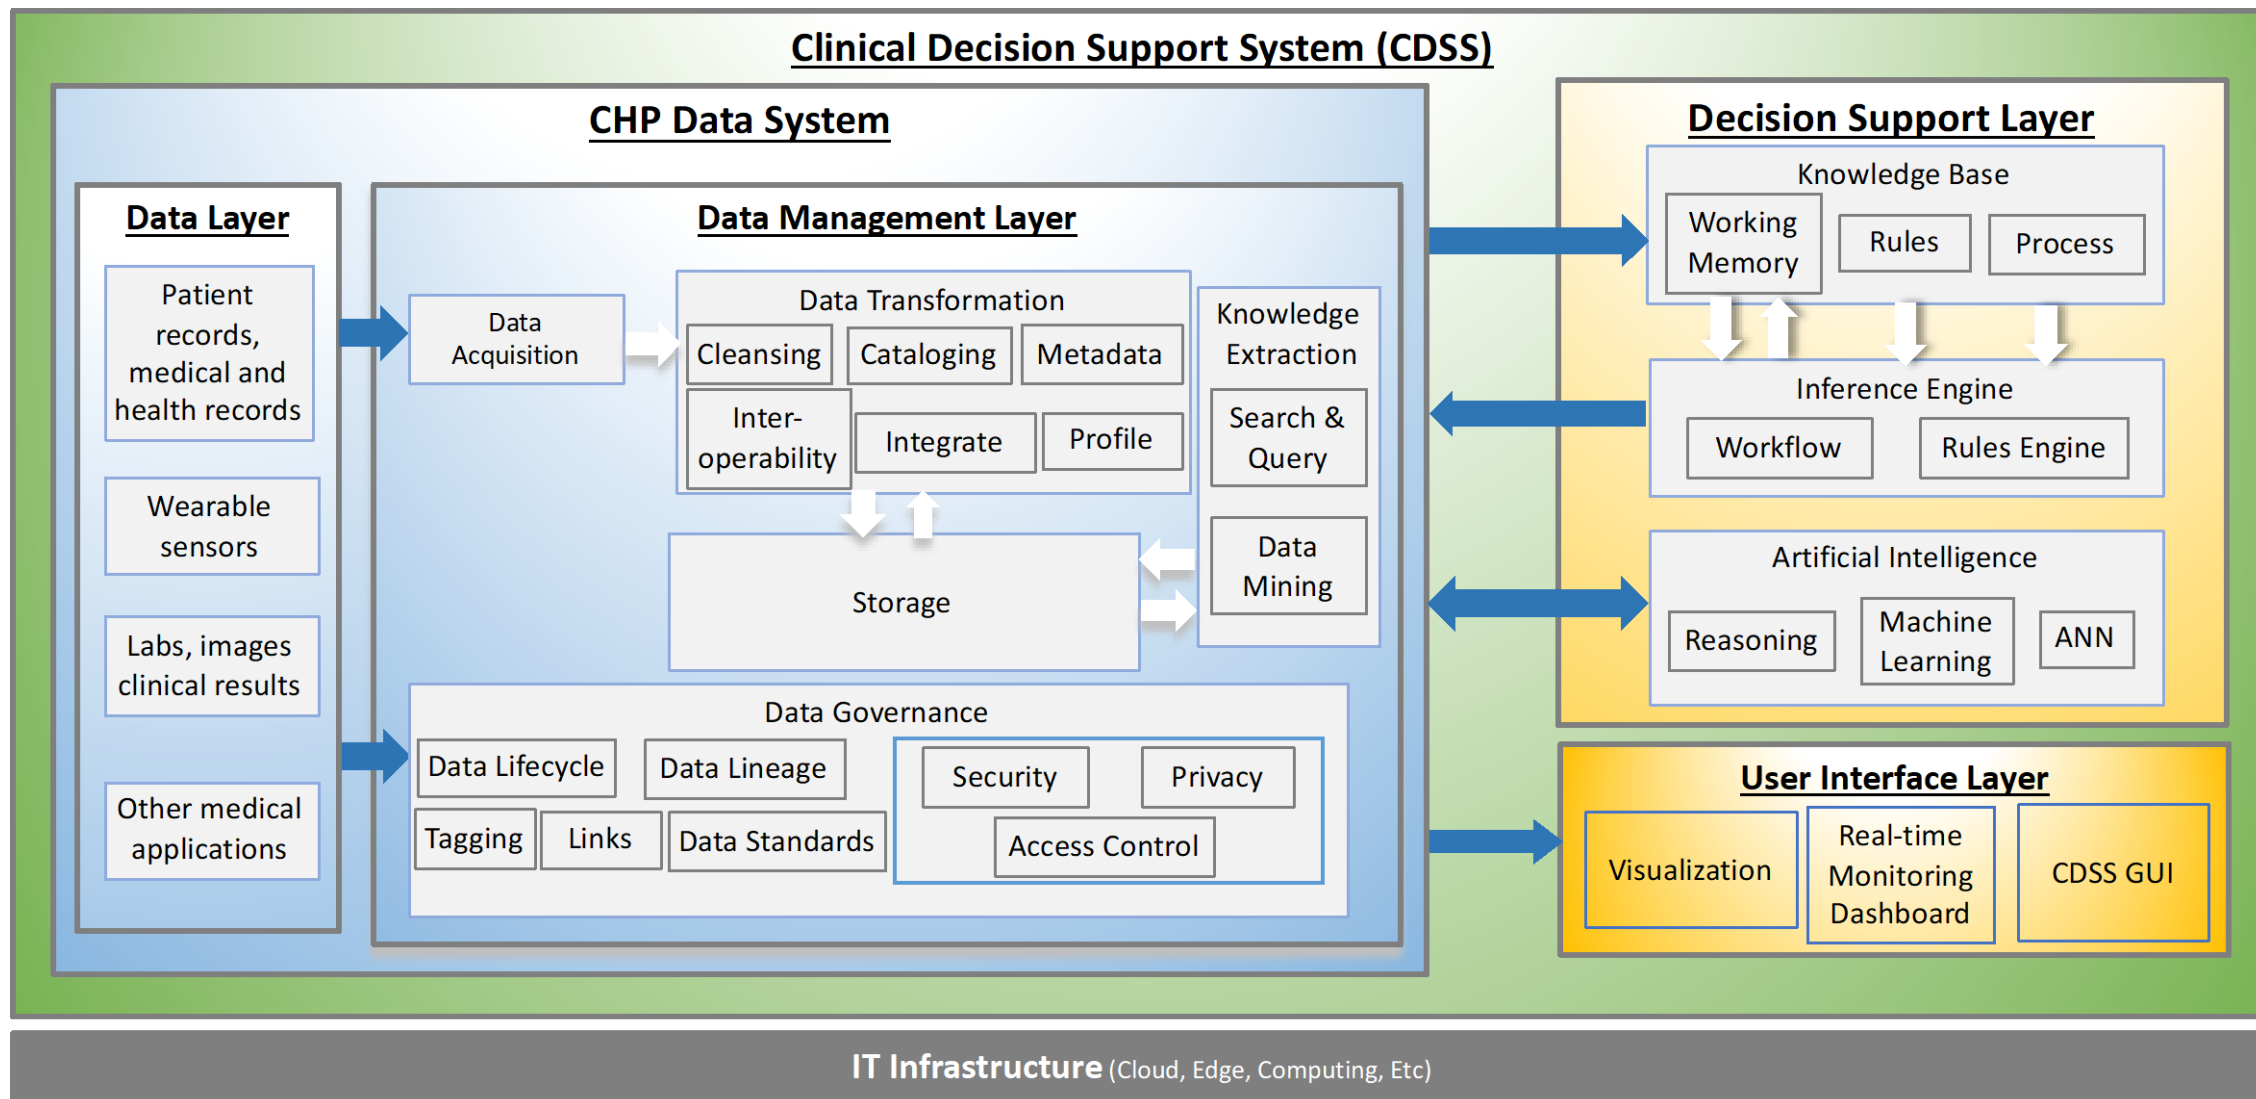 Clinical Decision Support System (CDSS)
CHP Data System
Data Layer
Patient
records,
medical and
health records
Wearable
sensors
Labs, images
clinical results
Other medical
applications
Data Management Layer
Data
Acquisition
Data Transformation
Cleansing
Cataloging
Metadata
Inter-
operability
Integrate
Profile
Knowledge
Extraction
Search &
Query
Data
Mining
Storage
Data Governance
Data Lifecycle
Data Lineage
Tagging
Links
Data Standards
Security
Privacy
Access Control
Decision Support Layer
Knowledge Base
Working
Memory
Rules
Process
Inference Engine
Workflow
Rules Engine
Artificial Intelligence
Reasoning
Machine
Learning
ANN
User Interface Layer
Visualization
Real-time
Monitoring
Dashboard
CDSS GUI
IT Infrastructure (Cloud, Edge, Computing, Etc)